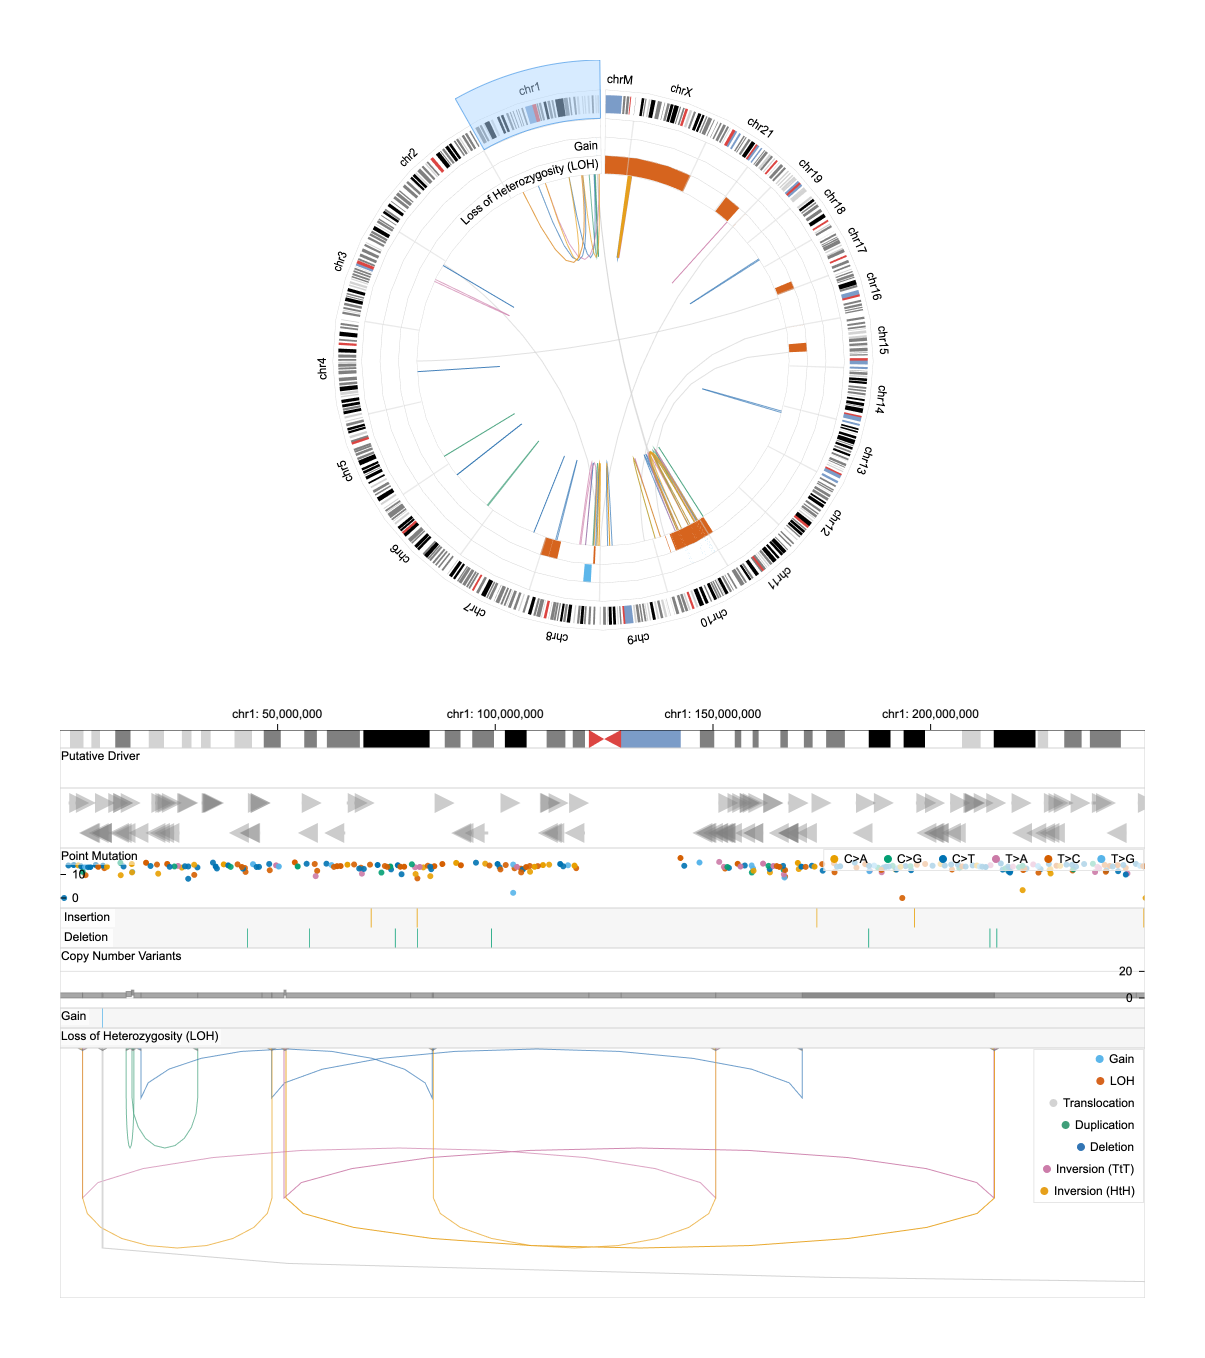 chr1
chrM
chrX
chr21
chr19
chr18
chr17
chr16
chr15
chr14
chr13
chr12
chr11
chr10
chr9
chr8
chr7
chr6
chr5
chr4
chr3
chr2
Gain
Loss of Heterozygosity (LOH)
chr1: 50,000,000 chr1: 100,000,000 chr1: 150,000,000 chr1: 200,000,000
Putative Driver
Point Mutation
C>A C>G C>T T>A T>C T>G
10
0
Insertion
Deletion
Copy Number Variants
20
0
Gain
Loss of Heterozygosity (LOH)
Gain
LOH
Translocation
Duplication
Deletion
Inversion (TtT)
Inversion (HtH)